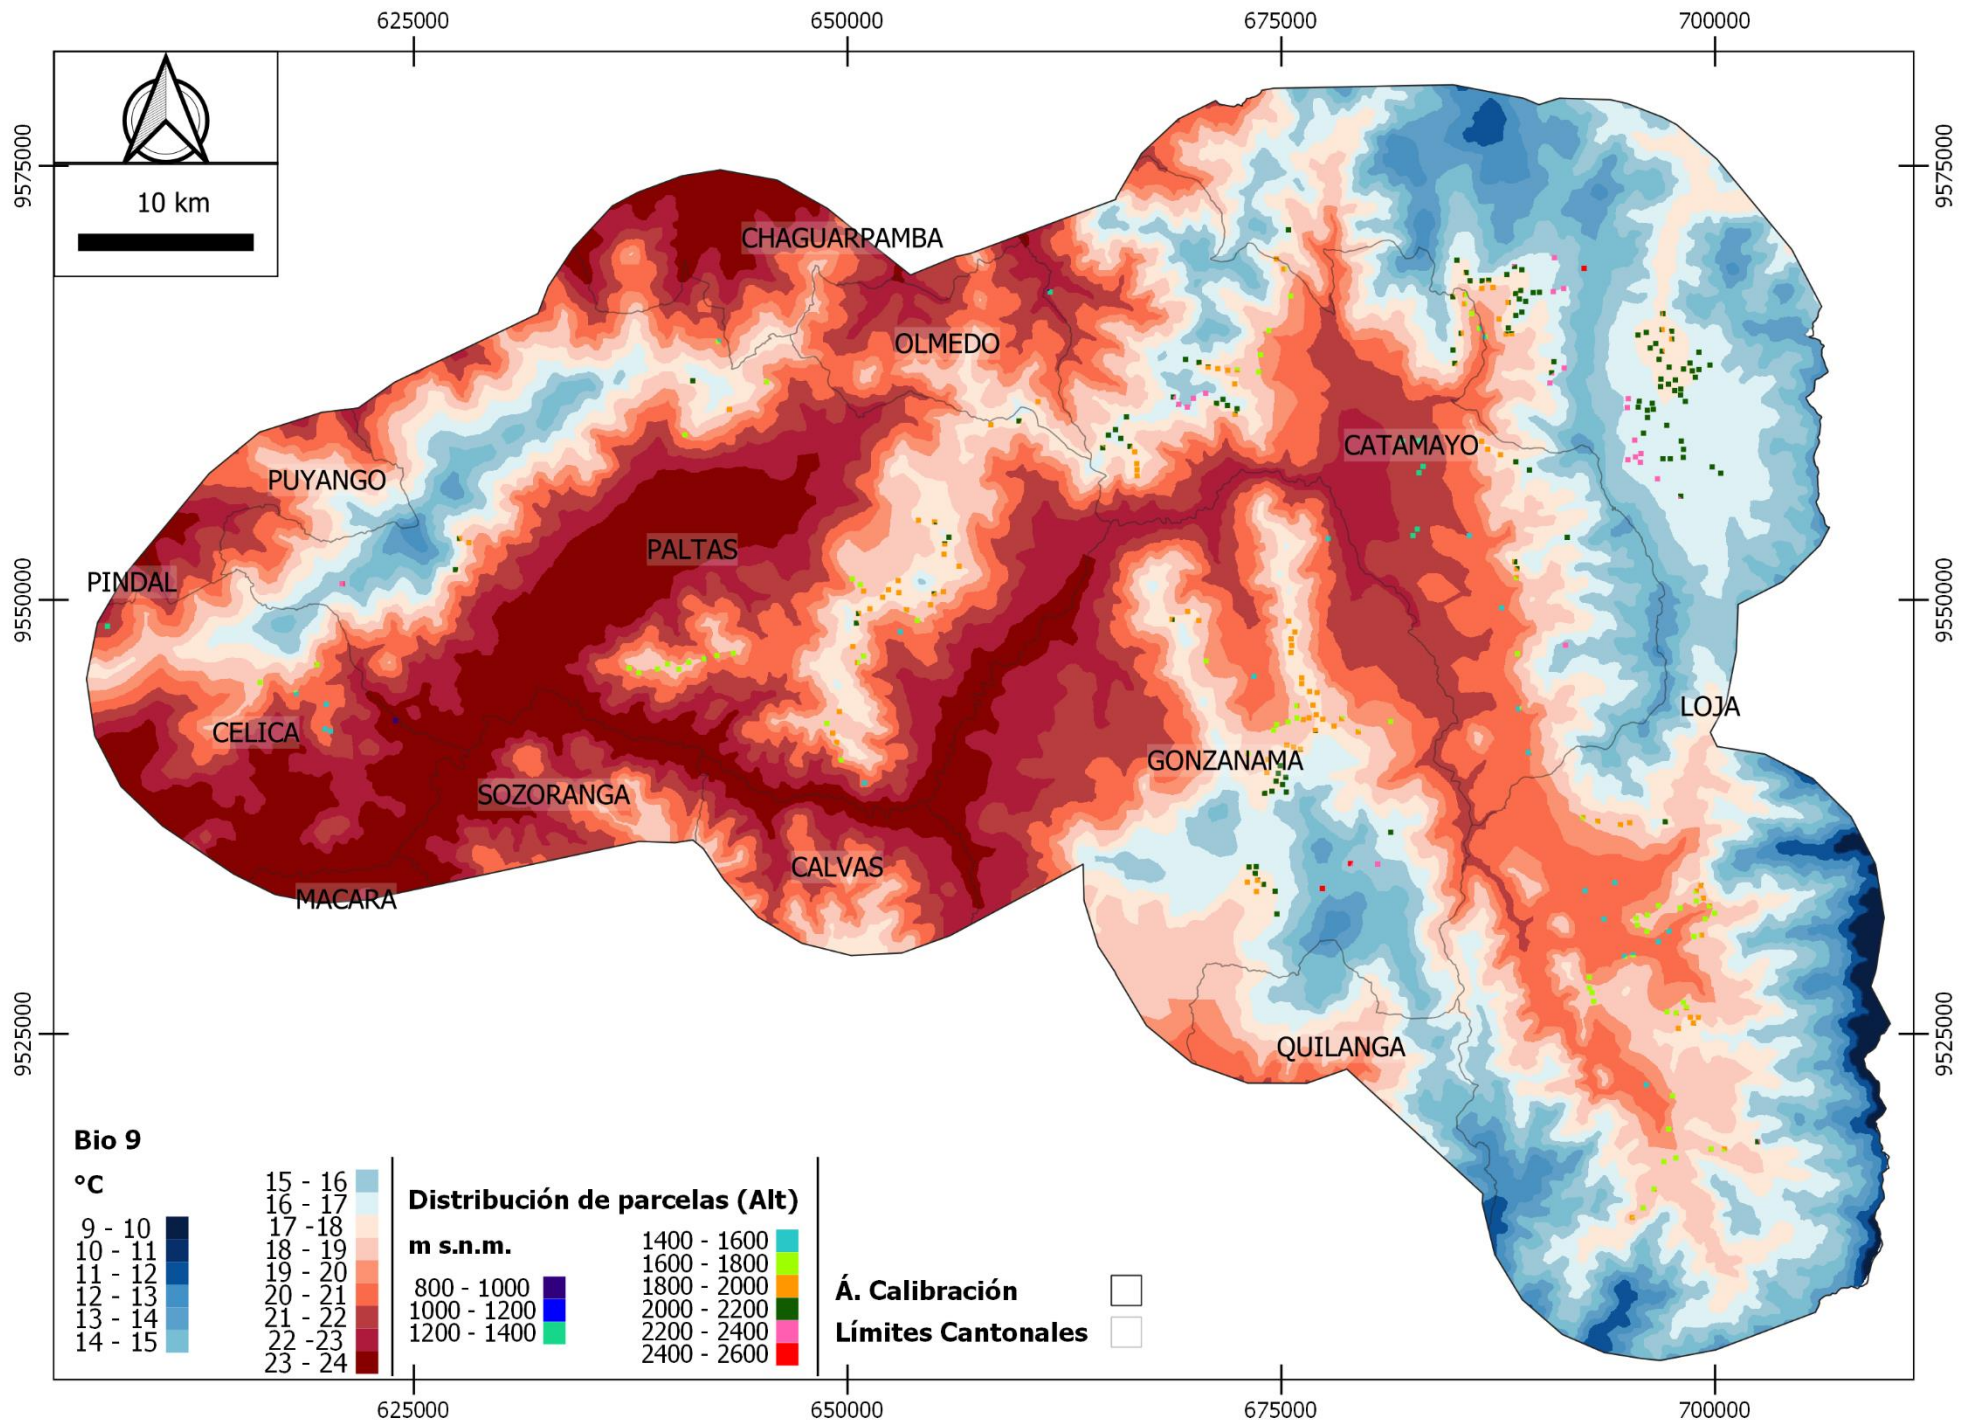 625000
650000
675000
700000
9575000
9575000
10 km
CHAGUARPAMBA
OLMEDO
CATAMAYO
PUYANGO
PALTAS
PINDAL
9550000
9550000
LOJA
CELICA
GONZANAMA
SOZORANGA
CALVAS
MACARA
9525000
9525000
QUILANGA
Bio 9
°C
9 - 10
10 - 11
11 - 12
12 - 13
13 - 14
14 - 15
15 - 16
16 - 17
17 -18
18 - 19
19 - 20
20 - 21
21 - 22
22 -23
23 - 24
Distribución de parcelas (Alt)
m s.n.m.
800 - 1000
1000 - 1200
1200 - 1400
1400 - 1600
1600 - 1800
1800 - 2000
2000 - 2200
2200 - 2400
2400 - 2600
Á. Calibración
Límites Cantonales
625000
650000
675000
700000